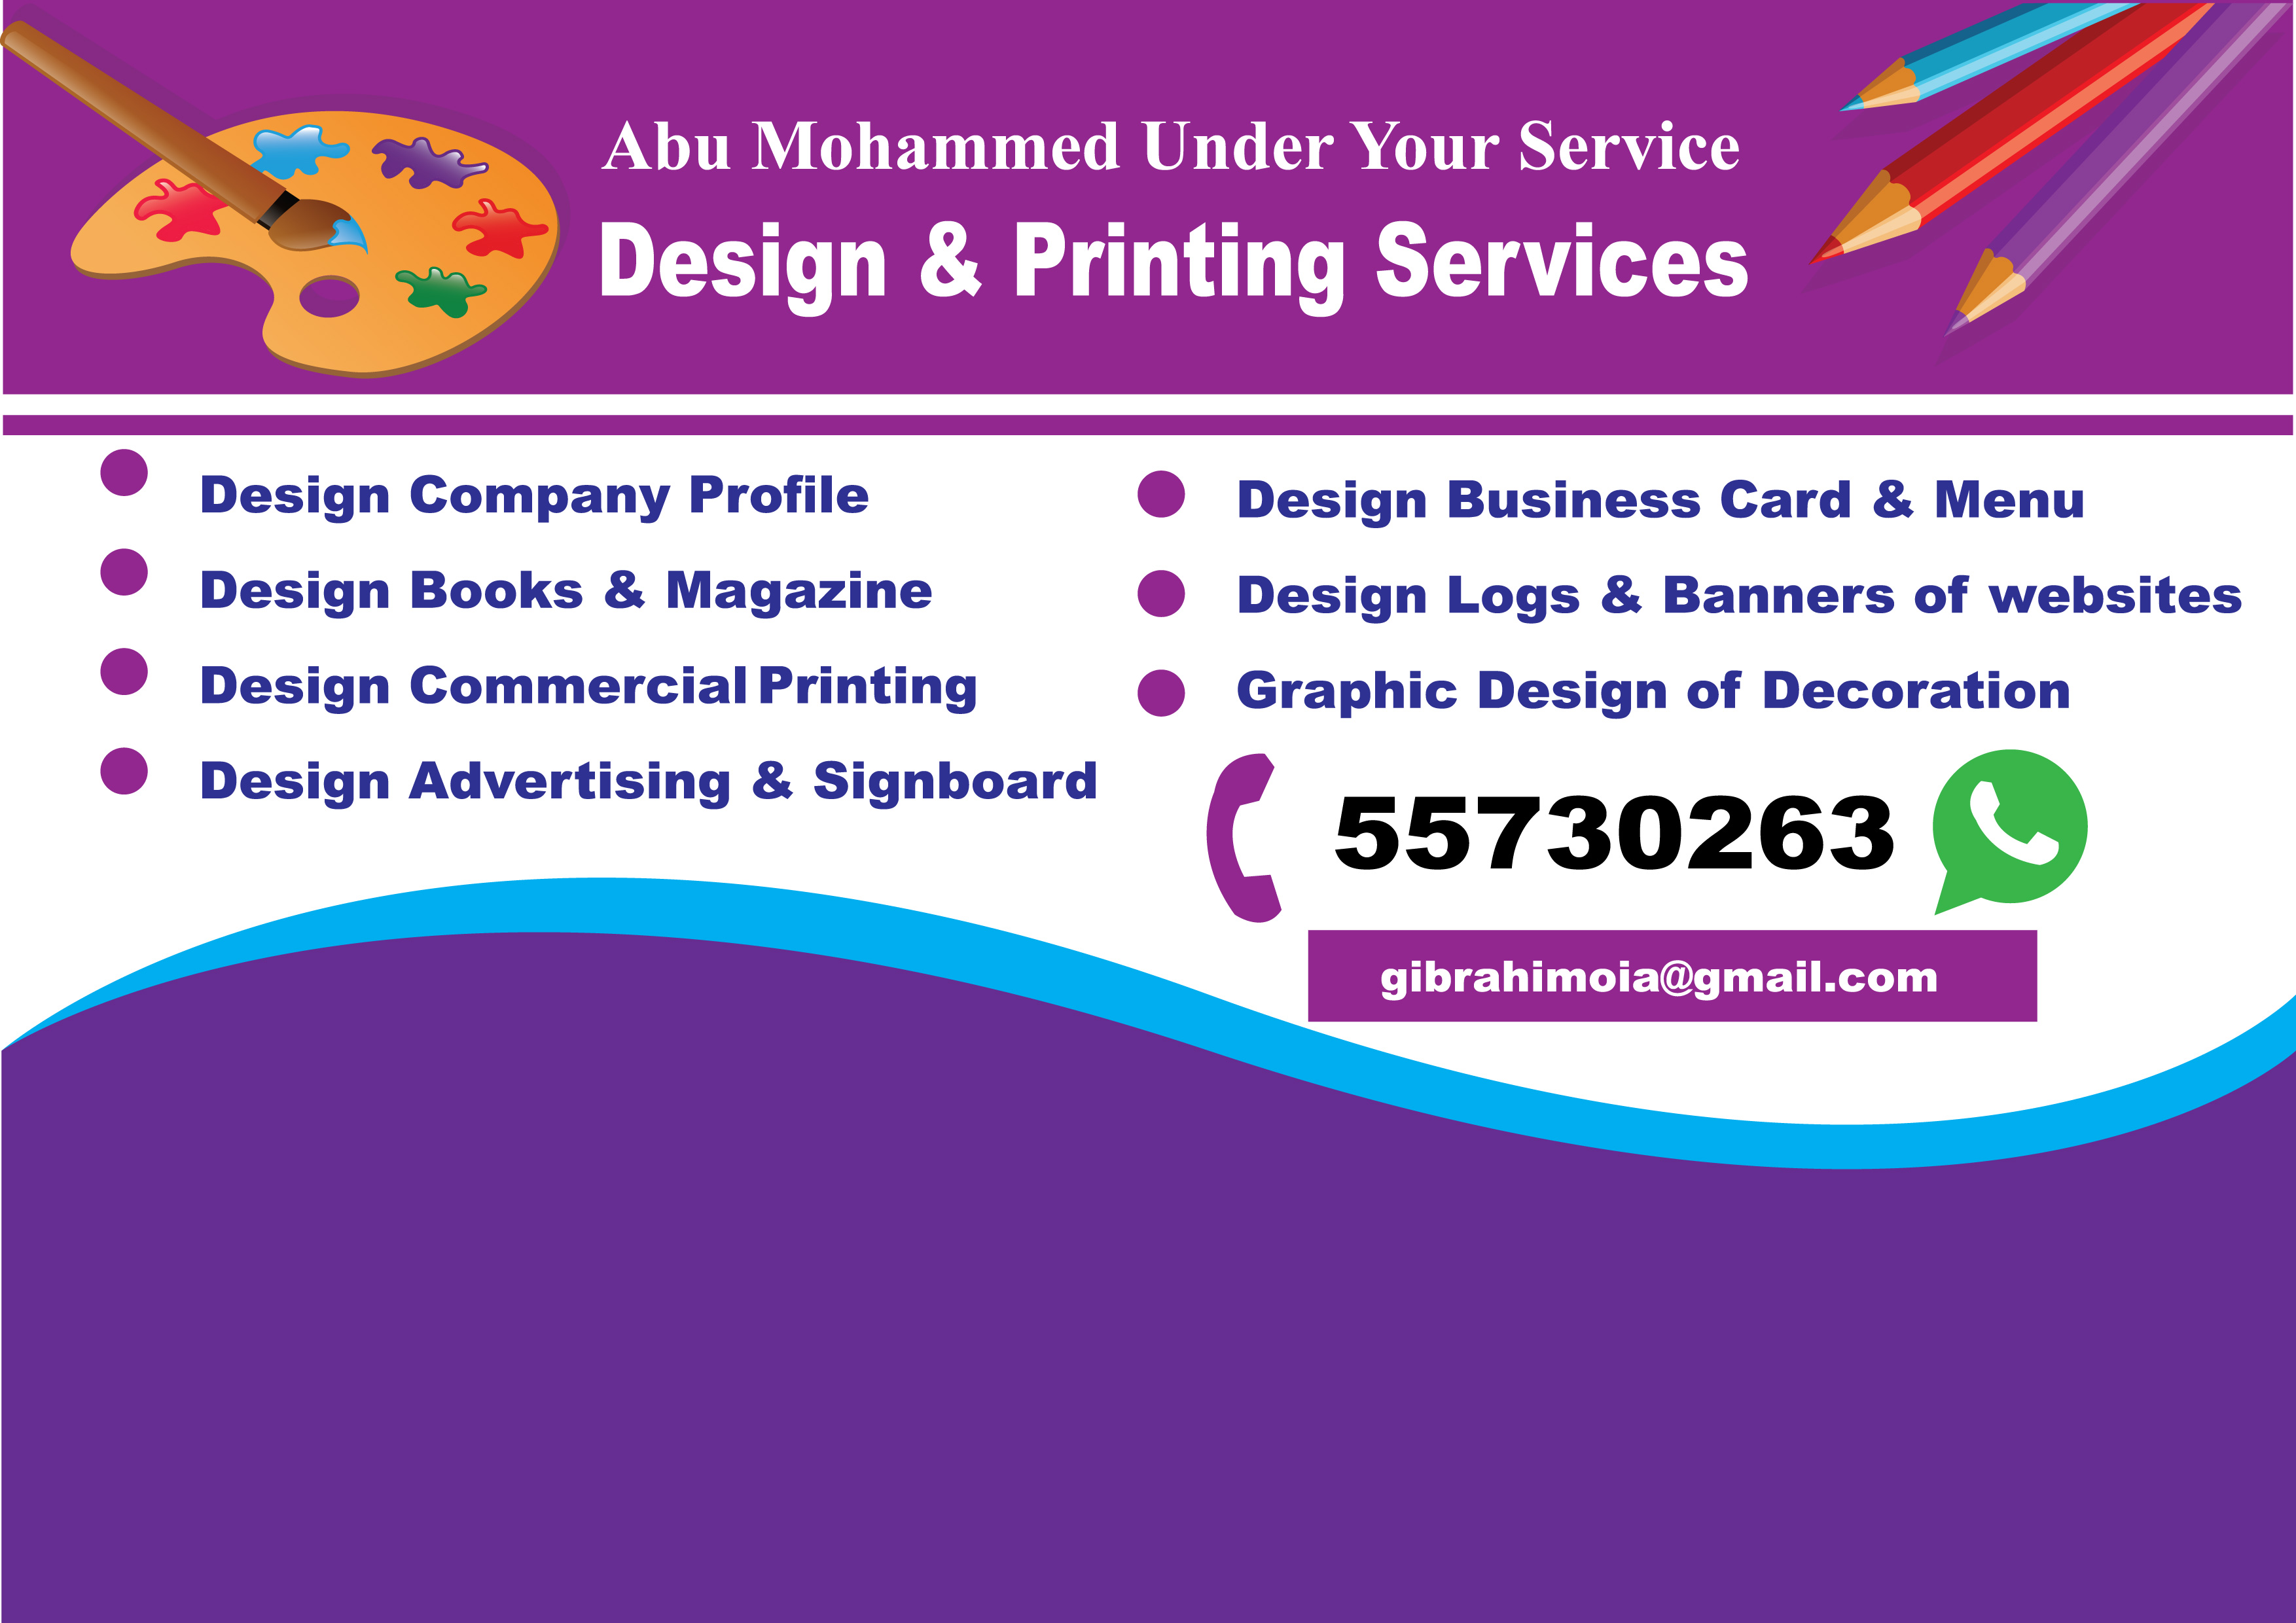 Abu Mohammed Under Your Service
Design & Printing Services
Design Company Profile
Design Books & Magazine
Design Commercial Printing
Design Advertising & Signboard
Design Business Card & Menu
Design Logs & Banners of websites
Graphic Design of Decoration
55730263
gibrahimoia@gmail.com